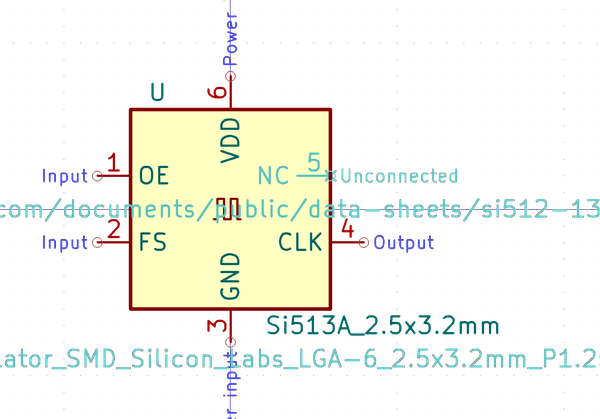 Power
U
6
VDD
1
Input
OE
NC
5
Unconnected
com/documents/public/data-sheets/si512-13
2
Input
FS
CLK
4
Output
GND
3
Si513A_2.5x3.2mm
lator_SMD_Silicon_Labs_LGA-6_2.5x3.2mm_P1.2
r input